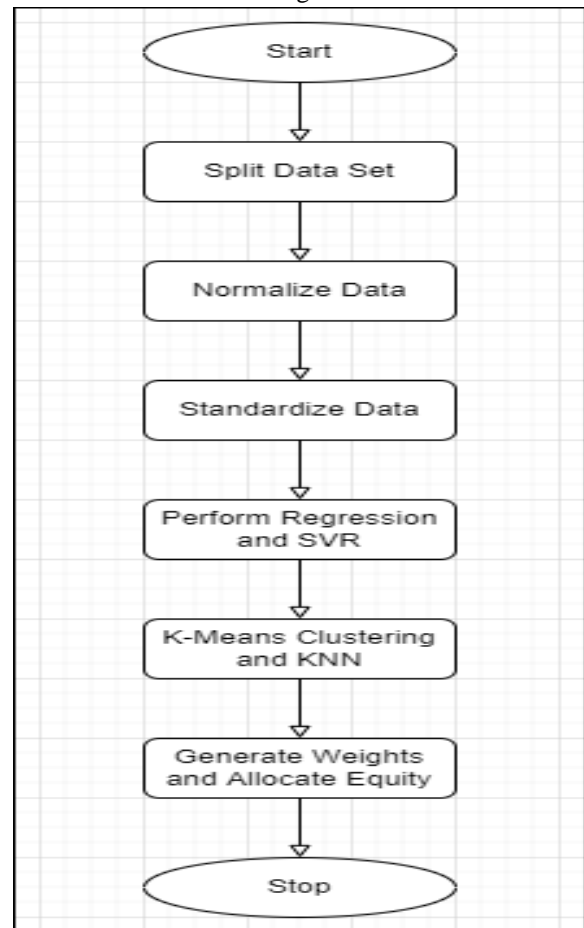 Start
Split Data Set
Normalize Data
Standardize Data
Perform Regression
and SVR
K-Means Clustering
and KNN
Generate Weights
and Allocate Equity
Stop